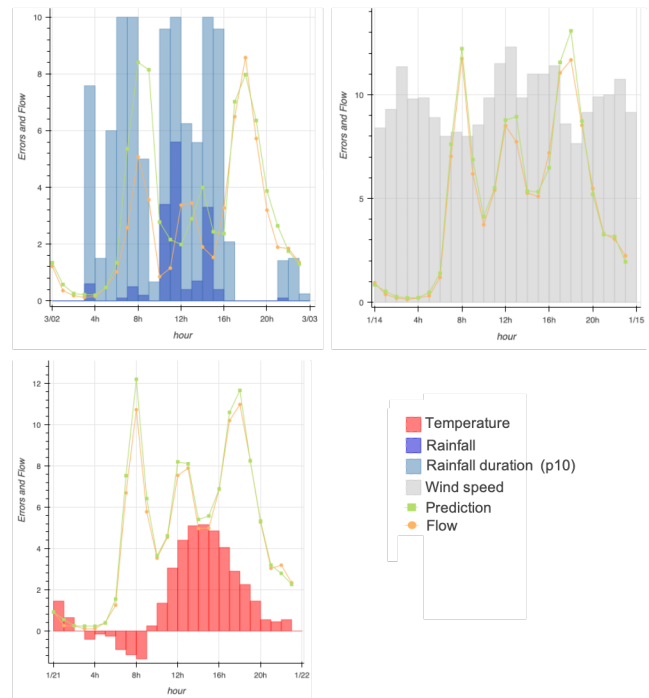 10
8
6
4
2
0
Errors and Flow
3/02
4h
8h
12h
16h
20h
3/03
hour
10
5
0
Errors and Flow
1/14
4h
8h
12h
16h
20h
1/15
hour
12
10
8
6
4
2
0
Errors and Flow
1/21
4h
8h
12h
16h
20h
1/22
hour
Temperature
Rainfall
Rainfall duration (p10)
Wind speed
Prediction
Flow